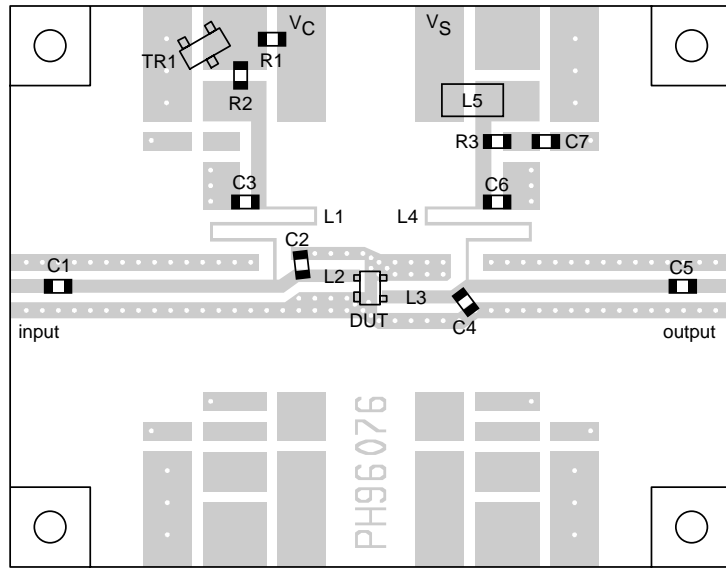 VC
VS
TR1
R1
R2
L5
R3
C7
C3
C6
L1
L4
C1
C2
L2
L3
C5
DUT
C4
input
output
PH96076